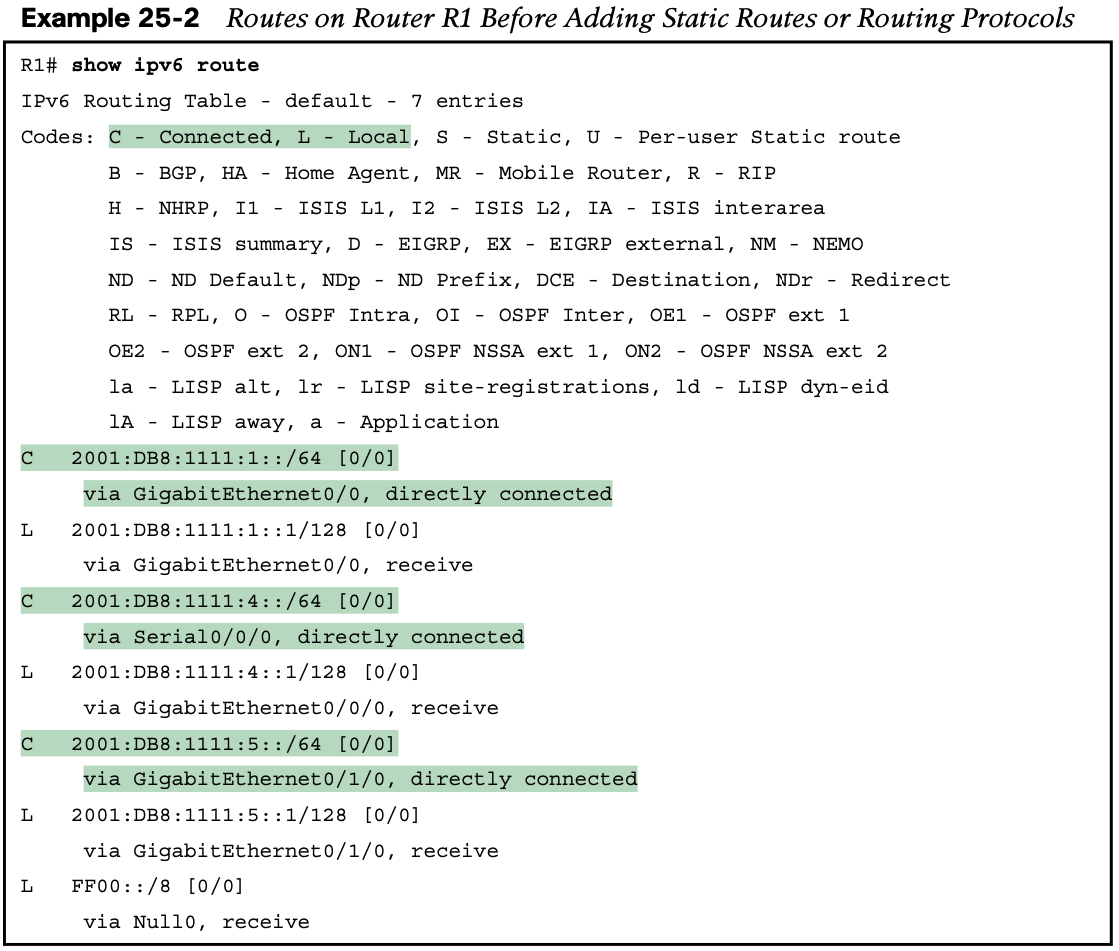 Example 25-2 Routes on Router R1 Before Adding Static Routes or Routing Protocols
R1# show ipv6 route
IPv6 Routing Table - default - 7 entries
Codes: C - Connected, L - Local, S - Static, U - Per-user Static route
B - BGP, HA - Home Agent, MR - Mobile Router, R - RIP
H - NHRP, I1 - ISIS L1, I2 - ISIS L2, IA - ISIS interarea
IS - ISIS summary, D - EIGRP, EX - EIGRP external, NM - NEMO
ND - ND Default, NDp - ND Prefix, DCE - Destination, NDr - Redirect
RL - RPL, O - OSPF Intra, OI - OSPF Inter, OE1 - OSPF ext 1
OE2 - OSPF ext 2, ON1 - OSPF NSSA ext 1, ON2 - OSPF NSSA ext 2
la - LISP alt, lr - LISP site-registrations, ld - LISP dyn-eid
lA - LISP away, a - Application
C 2001:DB8:1111:1::/64 [0/0]
via GigabitEthernet0/0, directly connected
L 2001:DB8:1111:1::1/128 [0/0]
via GigabitEthernet0/0, receive
C 2001:DB8:1111:4::/64 [0/0]
via Serial0/0/0, directly connected
L 2001:DB8:1111:4::1/128 [0/0]
via GigabitEthernet0/0/0, receive
C 2001:DB8:1111:5::/64 [0/0]
via GigabitEthernet0/1/0, directly connected
L 2001:DB8:1111:5::1/128 [0/0]
via GigabitEthernet0/1/0, receive
L FF00::/8 [0/0]
via Null0, receive